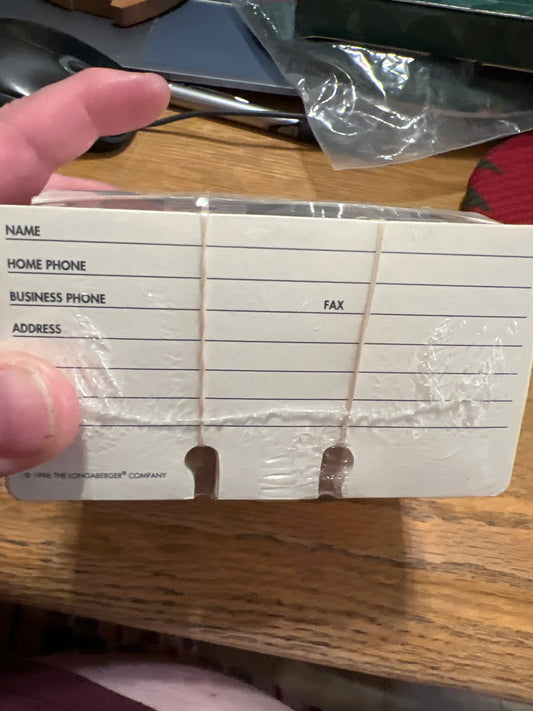 NAME
HOME PHONE
BUSINESS PHONE FAX
ADDRESS
© 1996 THE LONGABERGER® COMPANY